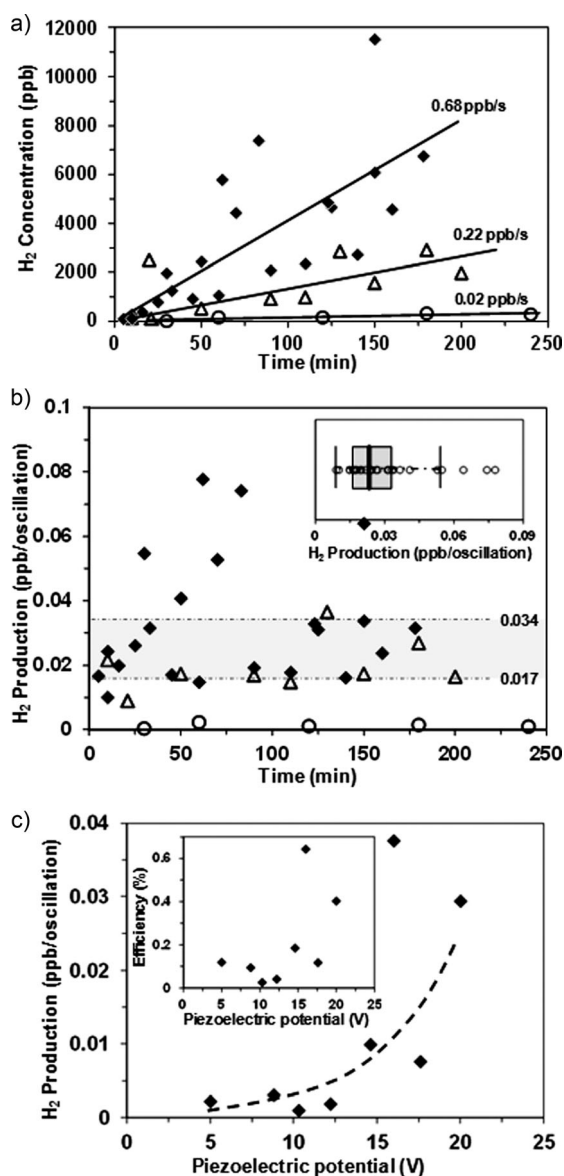 a)
12000
10000
8000
6000
4000
2000
0
H₂ Concentration (ppb)
0.68 ppb/s
0.22 ppb/s
0.02 ppb/s
0 50 100 150 200 250
Time (min)
b)
0.1
0.08
0.06
0.04
0.02
0
H₂ Production (ppb/oscillation)
0 0.03 0.06 0.09
H₂ Production (ppb/oscillation)
0.034
0.017
0 50 100 150 200 250
Time (min)
c)
0.04
0.03
0.02
0.01
0
H₂ Production (ppb/oscillation)
0.6
0.4
0.2
0
Efficiency (%)
0 5 10 15 20 25
Piezoelectric potential (V)
0 5 10 15 20 25
Piezoelectric potential (V)